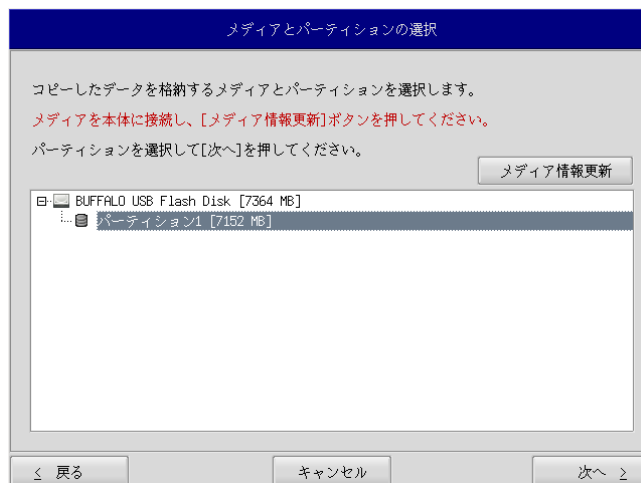 メディアとパーティションの選択
コピーしたデータを格納するメディアとパーティションを選択します。
メディアを本体に接続し、[メディア情報更新]ボタンを押してください。
パーティションを選択して[次へ]を押してください。
メディア情報更新
BUFFALO USB Flash Disk [7364 MB]
パーティション1 [7152 MB]
< 戻る
キャンセル
次へ >